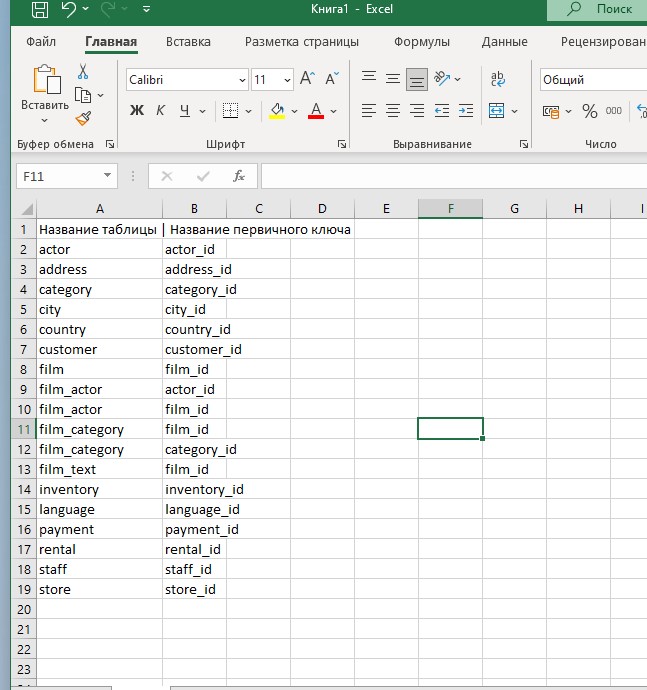 Книга1 - Excel
Поиск
Файл Главная Вставка Разметка страницы Формулы Данные Рецензирован
Вставить
Calibri 11 A A ab Общий
Ж К Ч % 000
Буфер обмена Шрифт Выравнивание Число
F11 fx
A B C D E F G H I
1 Название таблицы | Название первичного ключа
2 actor actor_id
3 address address_id
4 category category_id
5 city city_id
6 country country_id
7 customer customer_id
8 film film_id
9 film_actor actor_id
10 film_actor film_id
11 film_category film_id
12 film_category category_id
13 film_text film_id
14 inventory inventory_id
15 language language_id
16 payment payment_id
17 rental rental_id
18 staff staff_id
19 store store_id
20
21
22
23